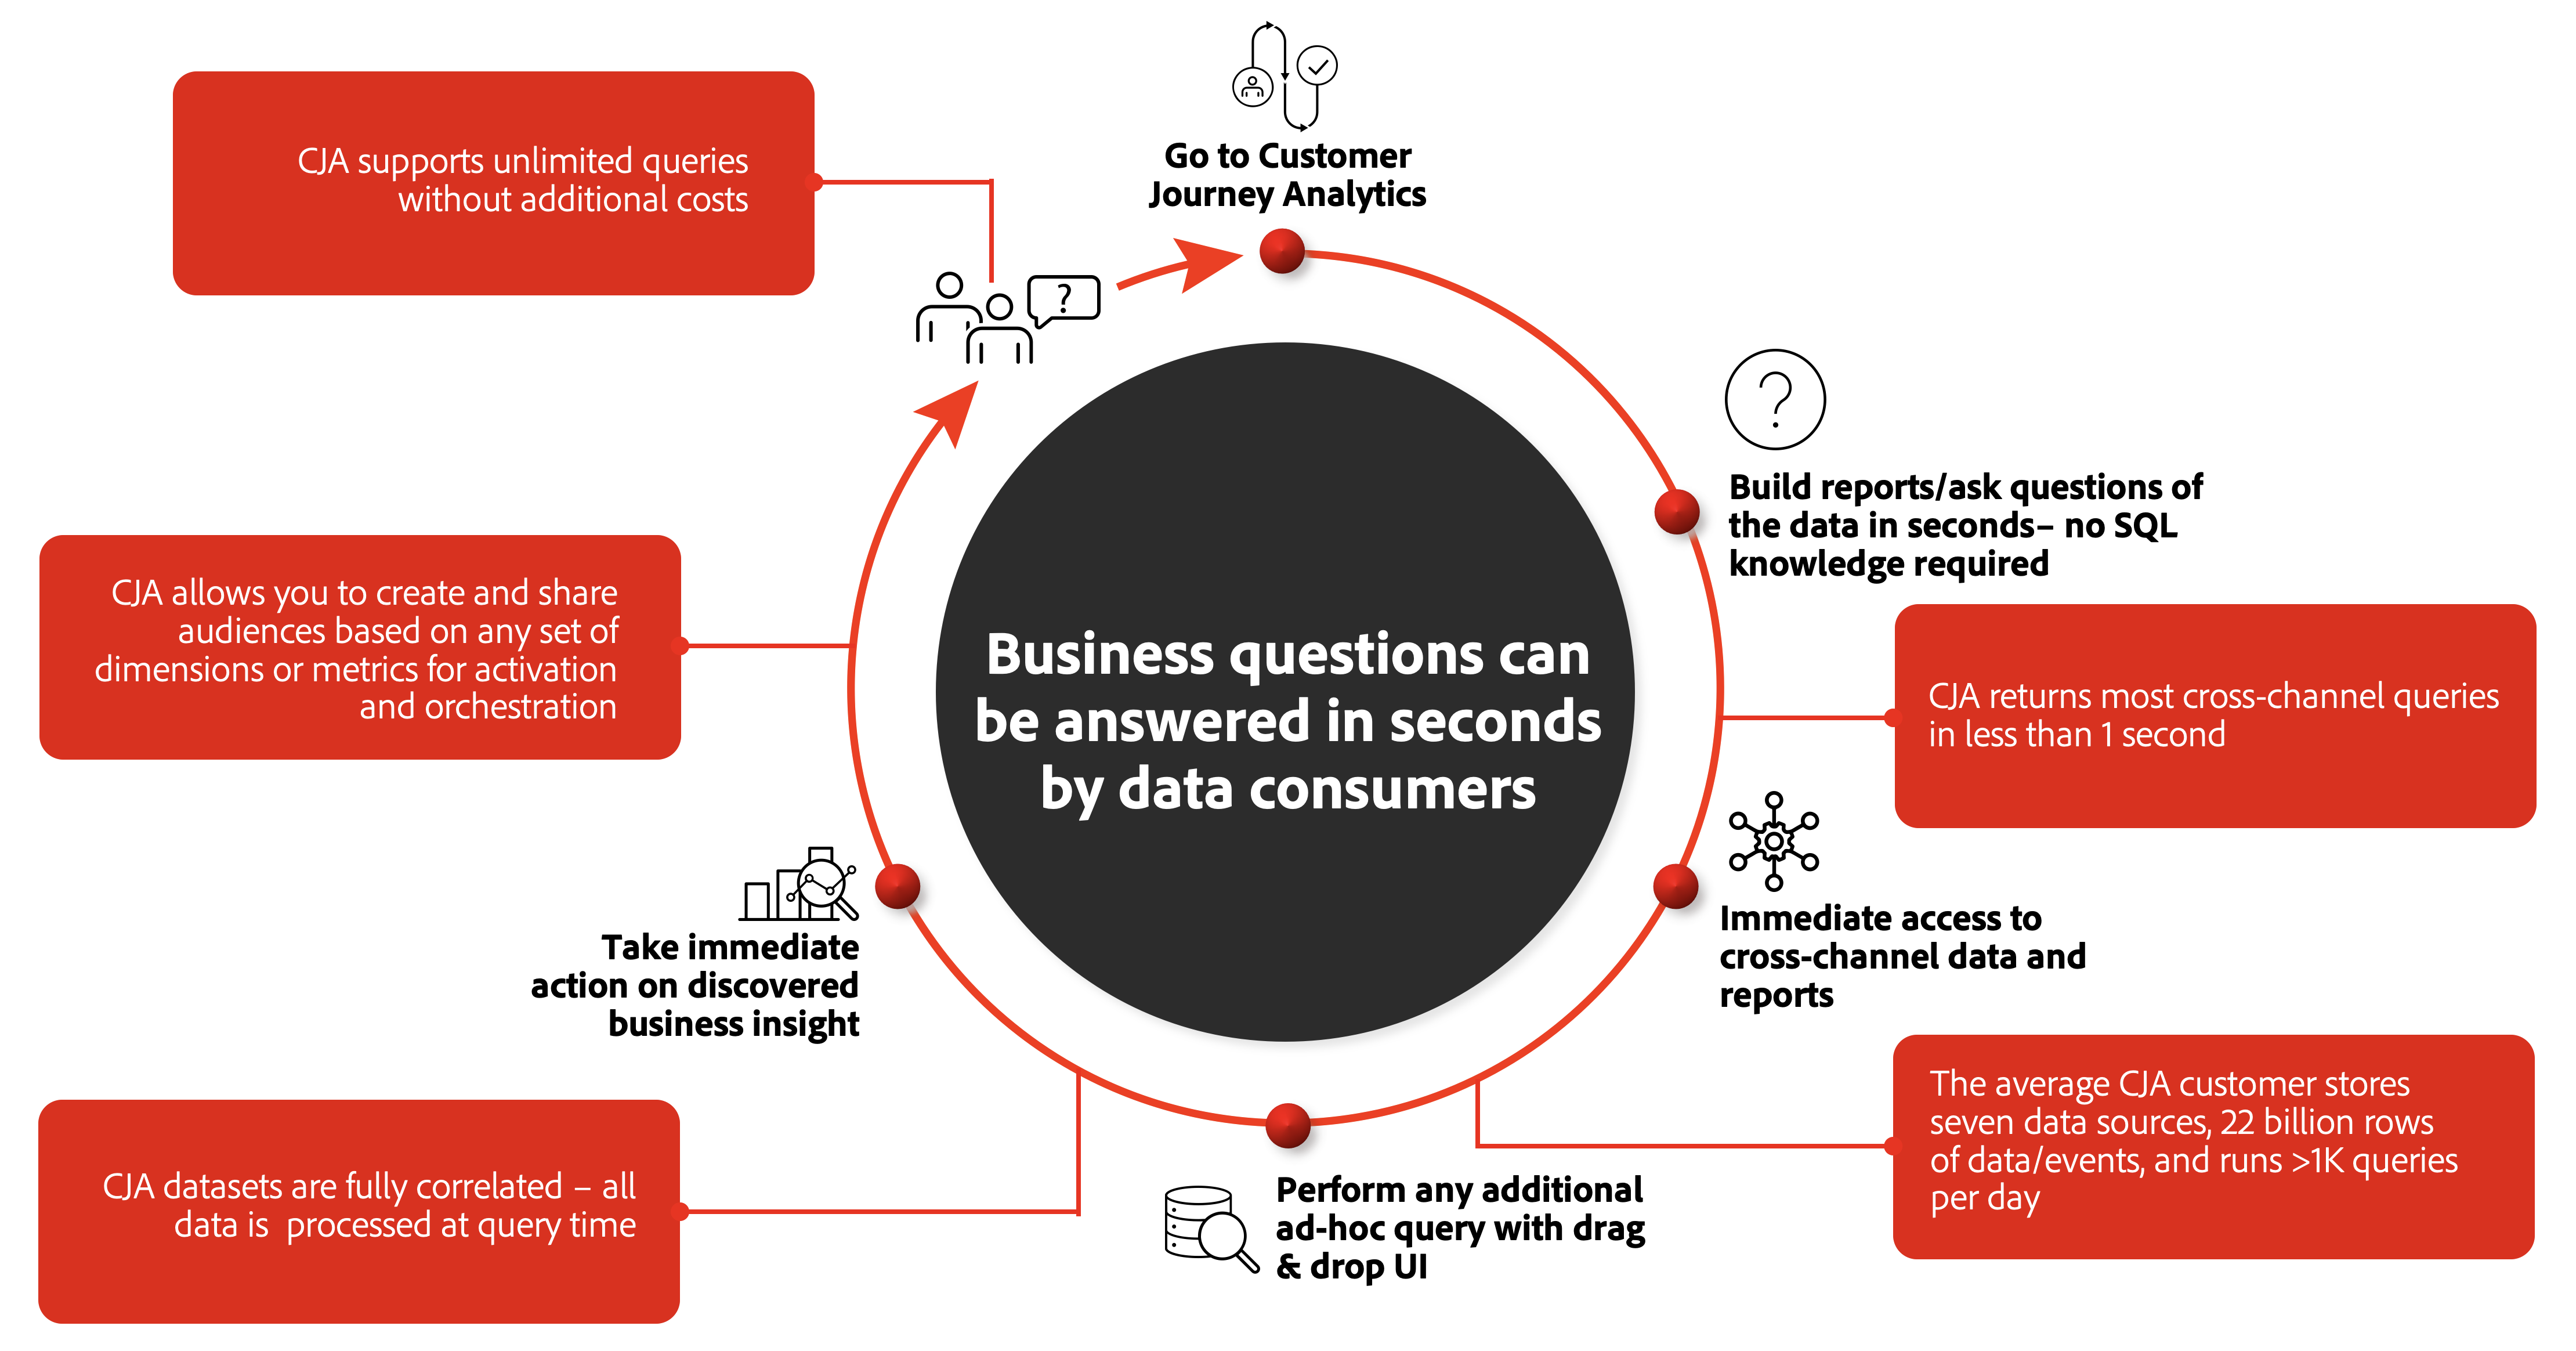 Go to Customer
Journey Analytics
CJA supports unlimited queries
without additional costs
?
?
Build reports/ask questions of
the data in seconds– no SQL
knowledge required
CJA allows you to create and share
audiences based on any set of
dimensions or metrics for activation
and orchestration
Business questions can
be answered in seconds
by data consumers
CJA returns most cross-channel queries
in less than 1 second
Take immediate
action on discovered
business insight
Immediate access to
cross-channel data and
reports
CJA datasets are fully correlated – all
data is  processed at query time
Perform any additional
ad-hoc query with drag
& drop UI
The average CJA customer stores
seven data sources, 22 billion rows
of data/events, and runs >1K queries
per day